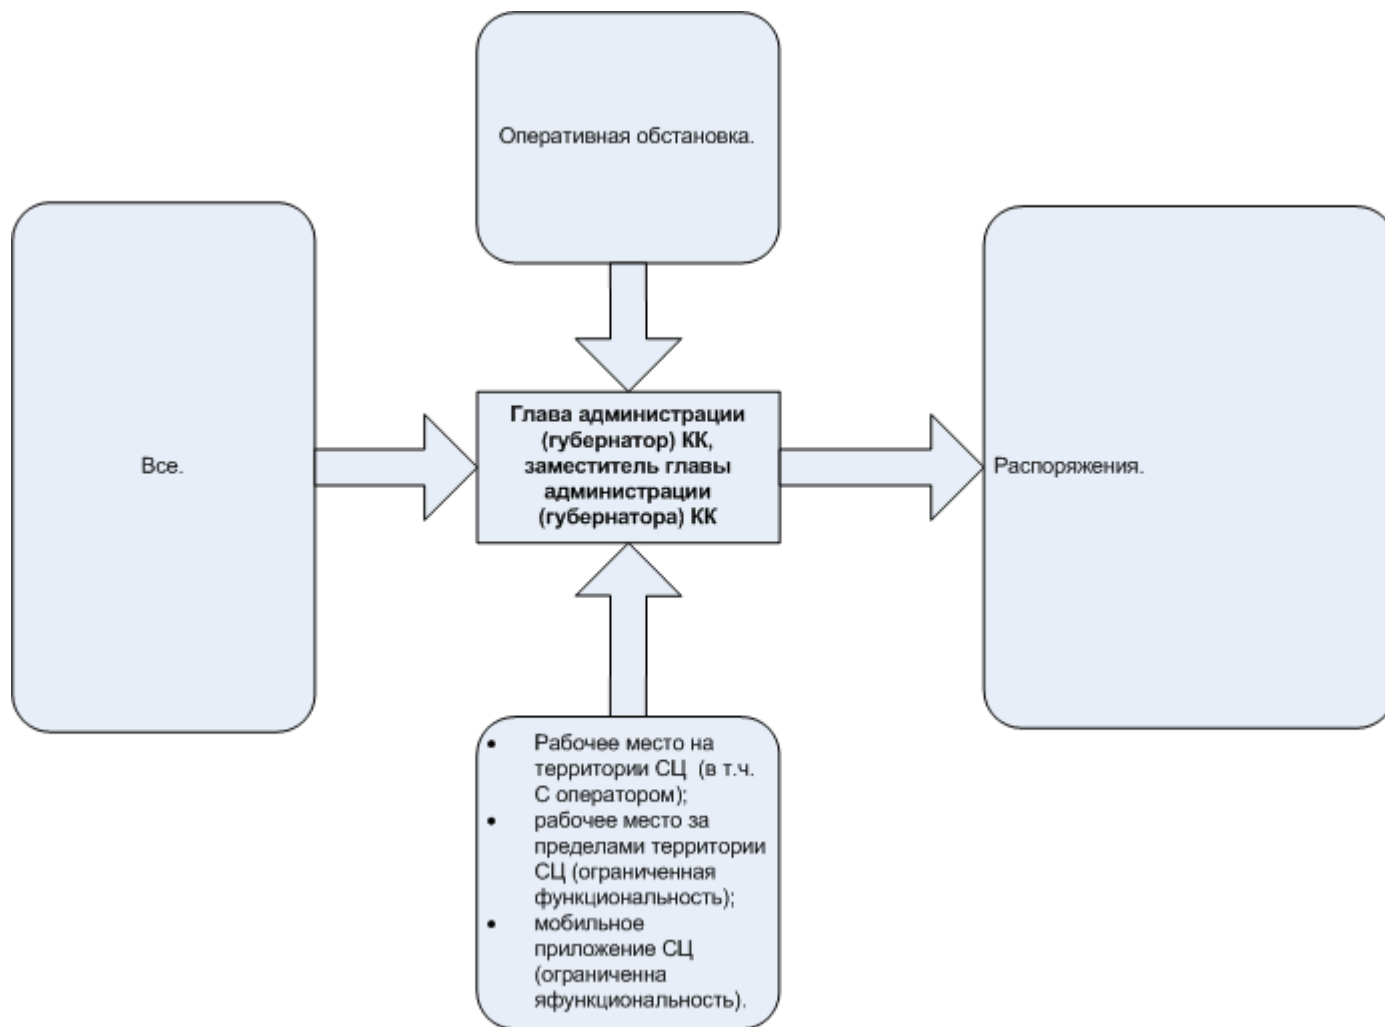 Оперативная обстановка.
Все.
Глава администрации
(губернатор) КК,
заместитель главы
администрации
(губернатора) КК
Распоряжения.
• Рабочее место на
территории СЦ (в т.ч.
С оператором);
• рабочее место за
пределами территории
СЦ (ограниченная
функциональность);
• мобильное
приложение СЦ
(ограниченна
яфункциональность).